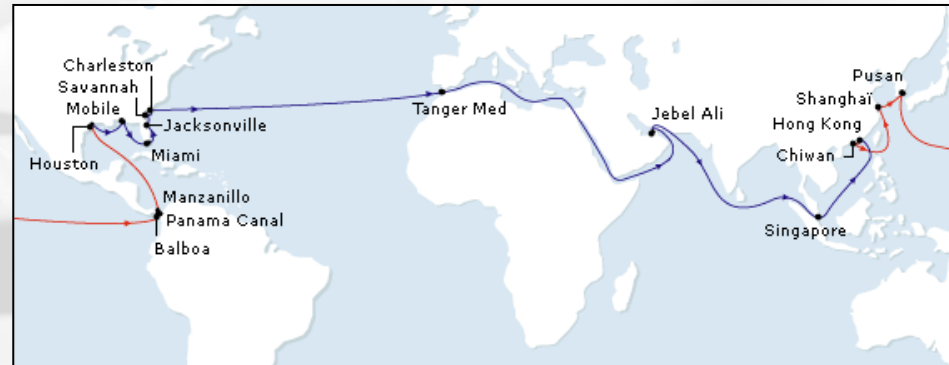 Charleston
Savannah
Mobile
Jacksonville
Houston
Miami
Manzanillo
Panama Canal
Balboa
Tanger Med
Jebel Ali
Pusan
Shanghaï
Hong Kong
Chiwan
Singapore